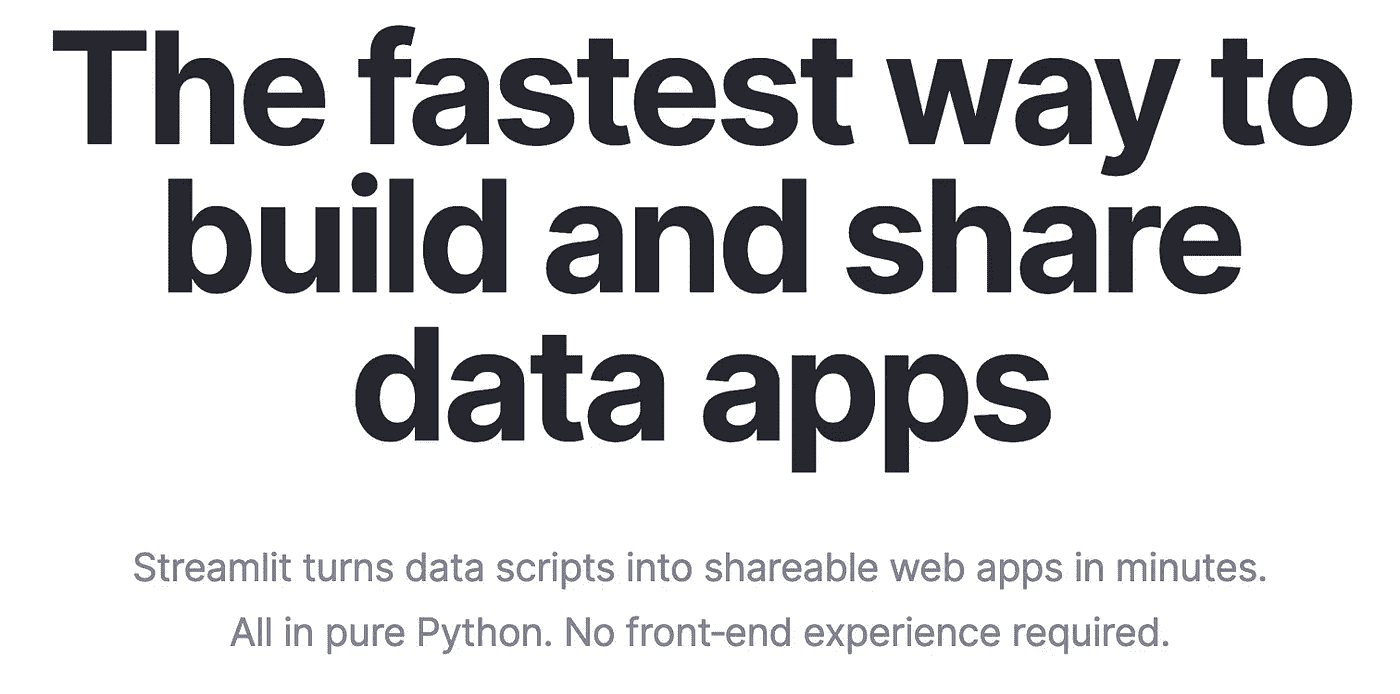 The fastest way to
build and share
data apps
Streamlit turns data scripts into shareable web apps in minutes.
All in pure Python. No front-end experience required.